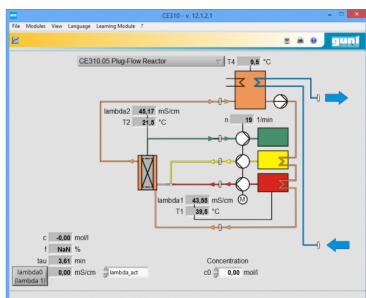 CE310 - v. 12.1.2.1
File Modules View Language Learning Module ?
gunt
CE310.05 Plug-Flow Reactor
T4 9,5 °C
lambda2 45,17 mS/cm
T2 21,5 °C
n 19 1/min
M
lambda1 43,55 mS/cm
T1 39,5 °C
c -0,00 mol/l
f NaN %
tau 3,61 min
lambda0 0,00 mS/cm lambda_act
(lambda 1)
Concentration
c0 0,00 mol/l